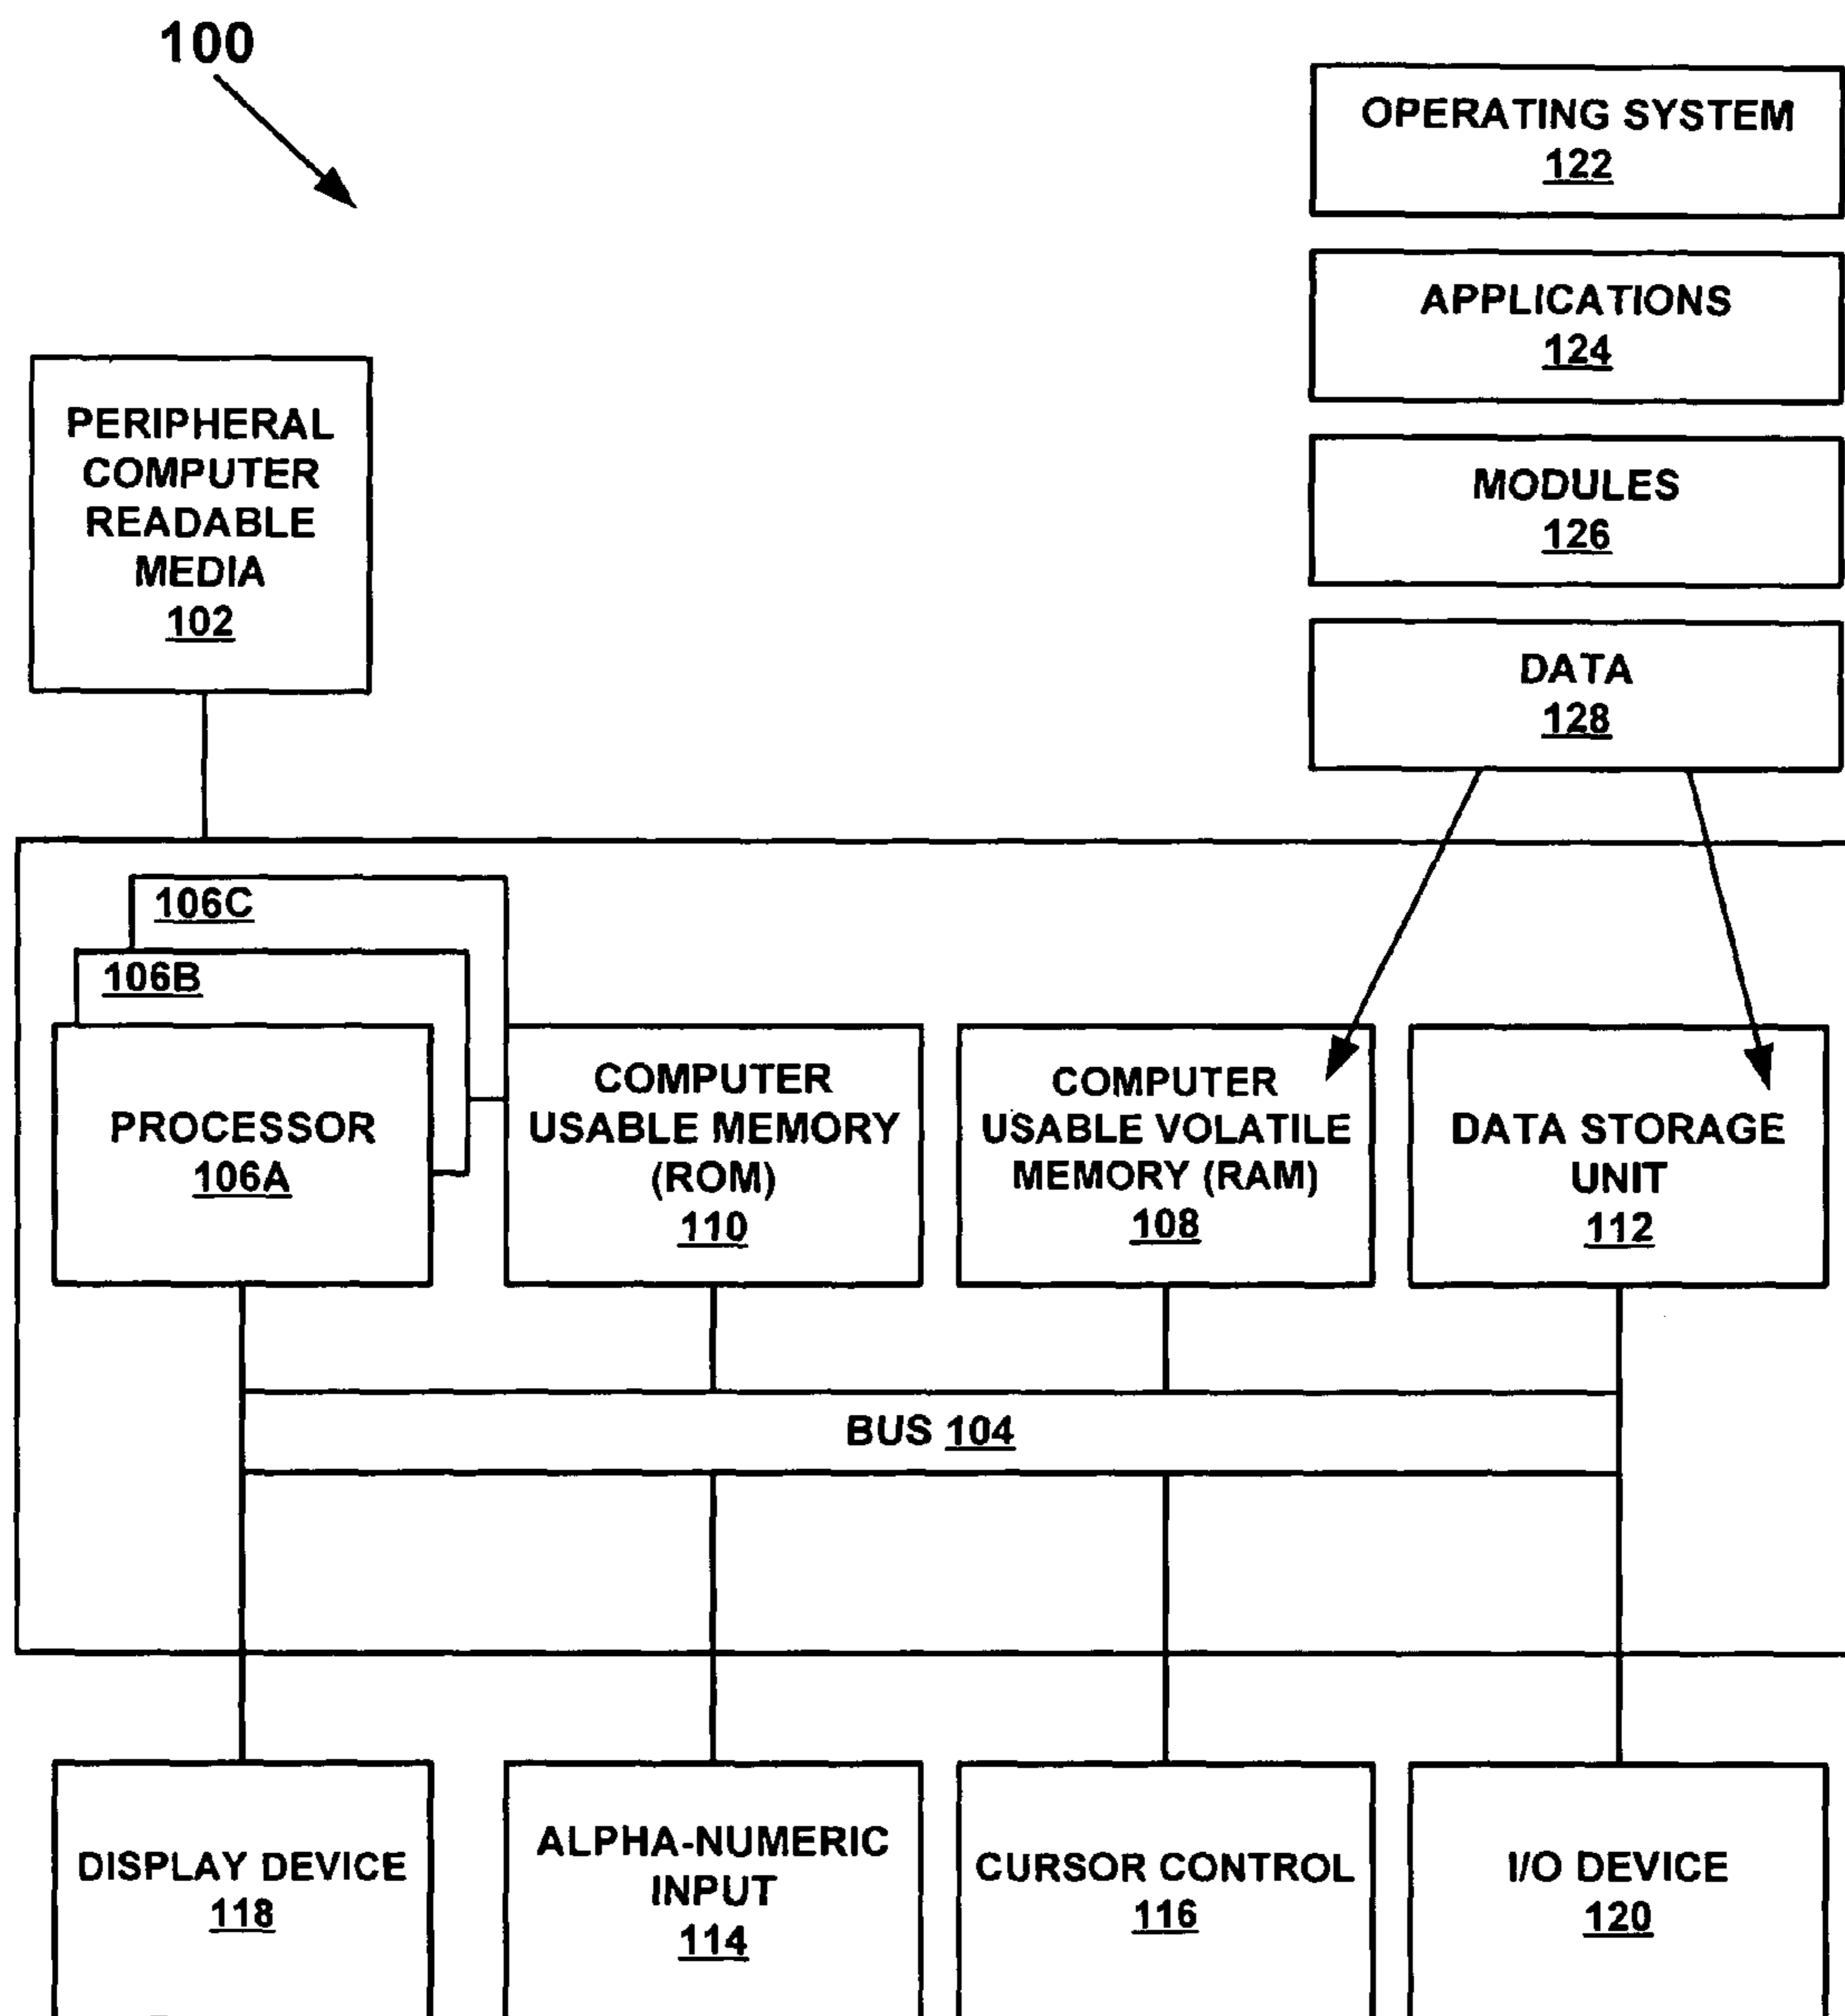 100
OPERATING SYSTEM
122
APPLICATIONS
124
MODULES
126
DATA
128
PERIPHERAL
COMPUTER
READABLE
MEDIA
102
106C
106B
PROCESSOR
106A
COMPUTER
USABLE MEMORY
(ROM)
110
COMPUTER
USABLE VOLATILE
MEMORY (RAM)
108
DATA STORAGE
UNIT
112
BUS 104
DISPLAY DEVICE
118
ALPHA-NUMERIC
INPUT
114
CURSOR CONTROL
116
I/O DEVICE
120